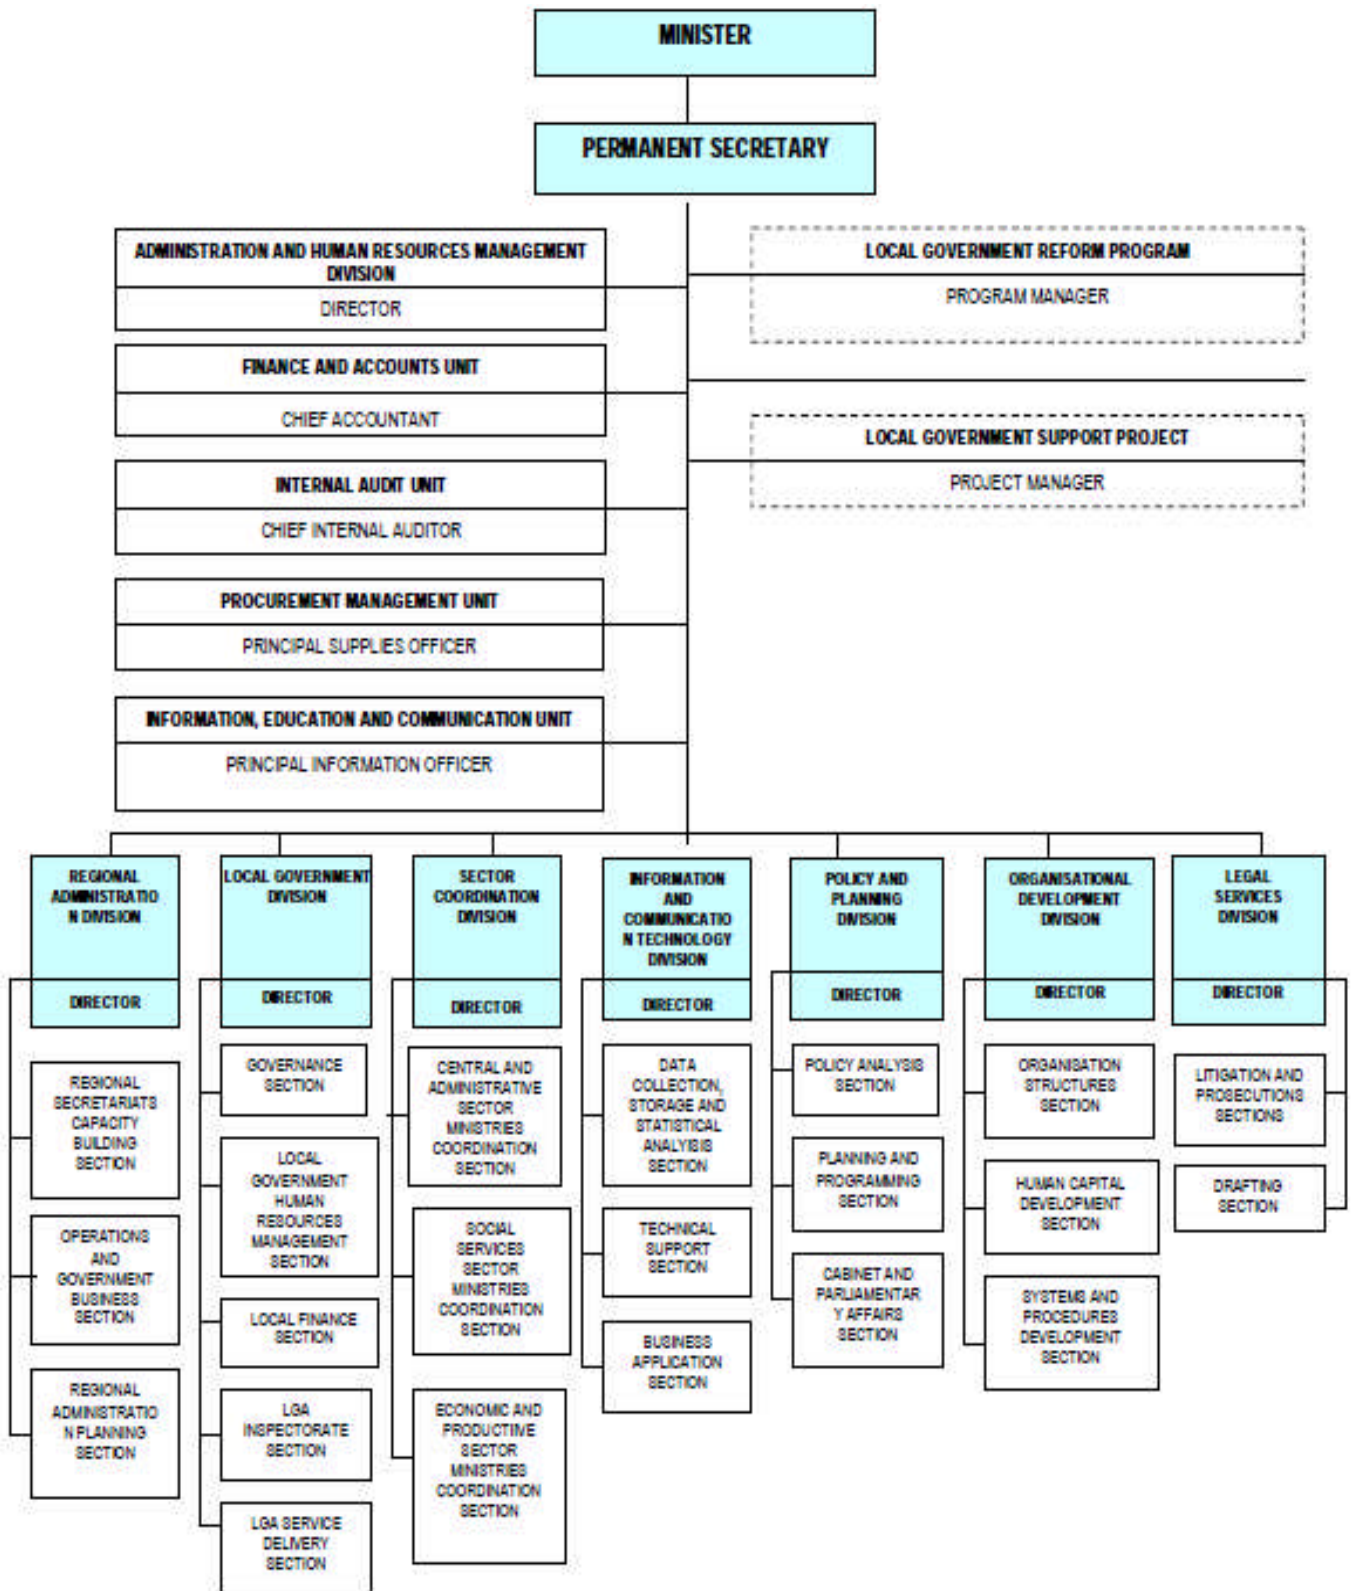 MINISTER
PERMANENT SECRETARY
ADMINISTRATION AND HUMAN RESOURCES MANAGEMENT
DIVISION
DIRECTOR
LOCAL GOVERNMENT REFORM PROGRAM
PROGRAM MANAGER
FINANCE AND ACCOUNTS UNIT
CHIEF ACCOUNTANT
LOCAL GOVERNMENT SUPPORT PROJECT
PROJECT MANAGER
INTERNAL AUDIT UNIT
CHIEF INTERNAL AUDITOR
PROCUREMENT MANAGEMENT UNIT
PRINCIPAL SUPPLIES OFFICER
INFORMATION, EDUCATION AND COMMUNICATION UNIT
PRINCIPAL INFORMATION OFFICER
REGIONAL
ADMINISTRATIO
N DIVISION
DIRECTOR
REGIONAL
SECRETARIATS
CAPACITY
BUILDING
SECTION
OPERATIONS
AND
GOVERNMENT
BUSINESS
SECTION
REGIONAL
ADMINISTRATIO
N PLANNING
SECTION
LOCAL GOVERNMENT
DIVISION
DIRECTOR
GOVERNANCE
SECTION
LOCAL
GOVERNMENT
HUMAN
RESOURCES
MANAGEMENT
SECTION
LOCAL FINANCE
SECTION
LGA
INSPECTORATE
SECTION
LGA SERVICE
DELIVERY
SECTION
SECTOR
COORDINATION
DIVISION
DIRECTOR
CENTRAL AND
ADMINISTRATIVE
SECTOR
MINISTRIES
COORDINATION
SECTION
SOCIAL
SERVICES
SECTOR
MINISTRIES
COORDINATION
SECTION
ECONOMIC AND
PRODUCTIVE
SECTOR
MINISTRIES
COORDINATION
SECTION
INFORMATION
AND
COMMUNICATIO
N TECHNOLOGY
DIVISION
DIRECTOR
DATA
COLLECTION,
STORAGE AND
STATISTICAL
ANALYISIS
SECTION
TECHNICAL
SUPPORT
SECTION
BUSINESS
APPLICATION
SECTION
POLICY AND
PLANNING
DIVISION
DIRECTOR
POLICY ANALYSIS
SECTION
PLANNING AND
PROGRAMMING
SECTION
CABINET AND
PARLIAMENTAR
Y AFFAIRS
SECTION
ORGANISATIONAL
DEVELOPMENT
DIVISION
DIRECTOR
ORGANISATION
STRUCTURES
SECTION
HUMAN CAPITAL
DEVELOPMENT
SECTION
SYSTEMS AND
PROCEDURES
DEVELOPMENT
SECTION
LEGAL
SERVICES
DIVISION
DIRECTOR
LITIGATION AND
PROSECUTIONS
SECTIONS
DRAFTING
SECTION